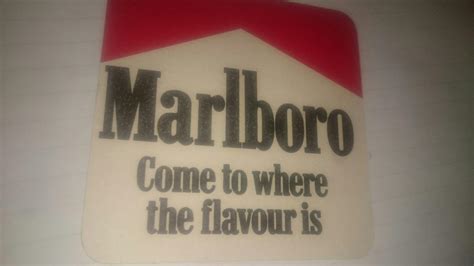 Marlboro
Come to where
the flavour is